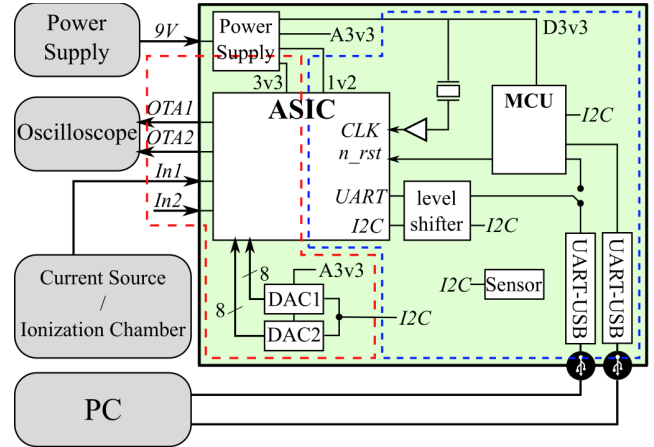 Power
Supply
9V
Power
Supply
A3v3
D3v3
3v3
1v2
ASIC
MCU
OTA1
Oscilloscope
OTA2
CLK
I2C
n_rst
In1
In2
UART
I2C
level
shifter
I2C
UART-USB
UART-USB
Current Source
/
Ionization Chamber
8
8
A3v3
DAC1
DAC2
I2C
I2C
Sensor
PC